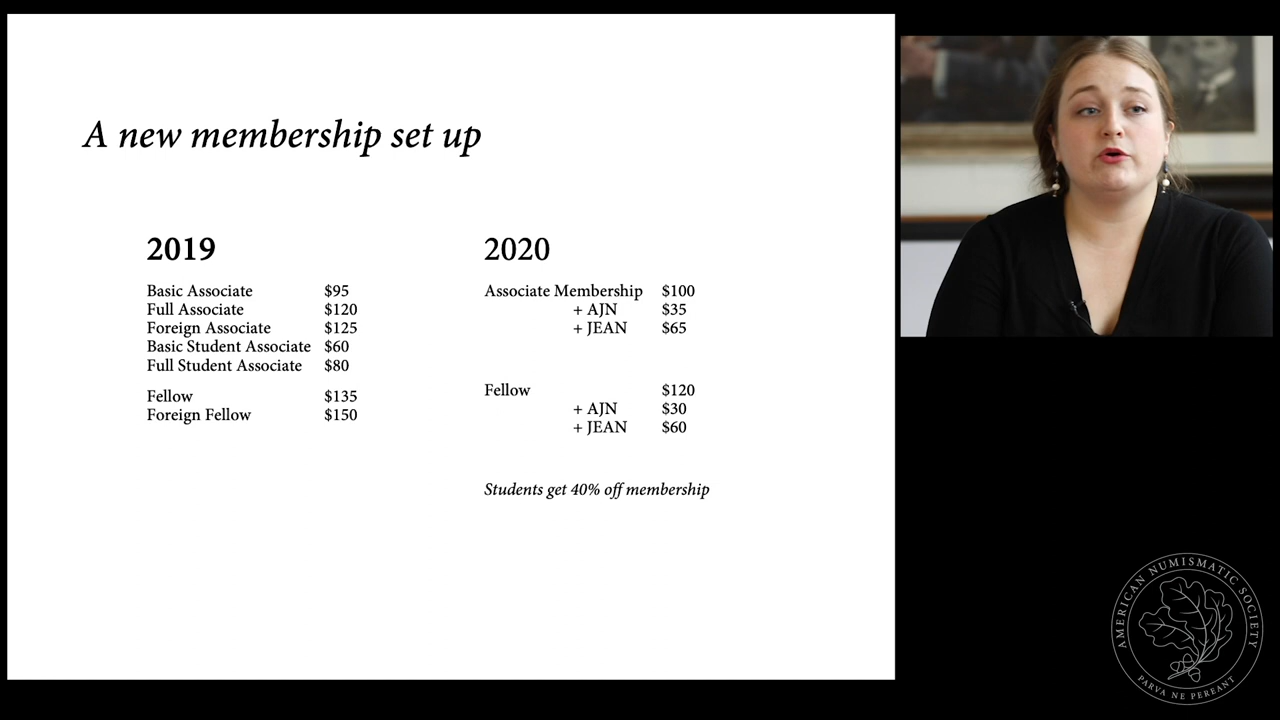 A new membership set up
2019
Basic Associate $95
Full Associate $120
Foreign Associate $125
Basic Student Associate $60
Full Student Associate $80
Fellow $135
Foreign Fellow $150
2020
Associate Membership $100
+ AJN $35
+ JEAN $65
Fellow $120
+ AJN $30
+ JEAN $60
Students get 40% off membership
AMERICAN NUMISMATIC SOCIETY
PARVA NE PEREANT